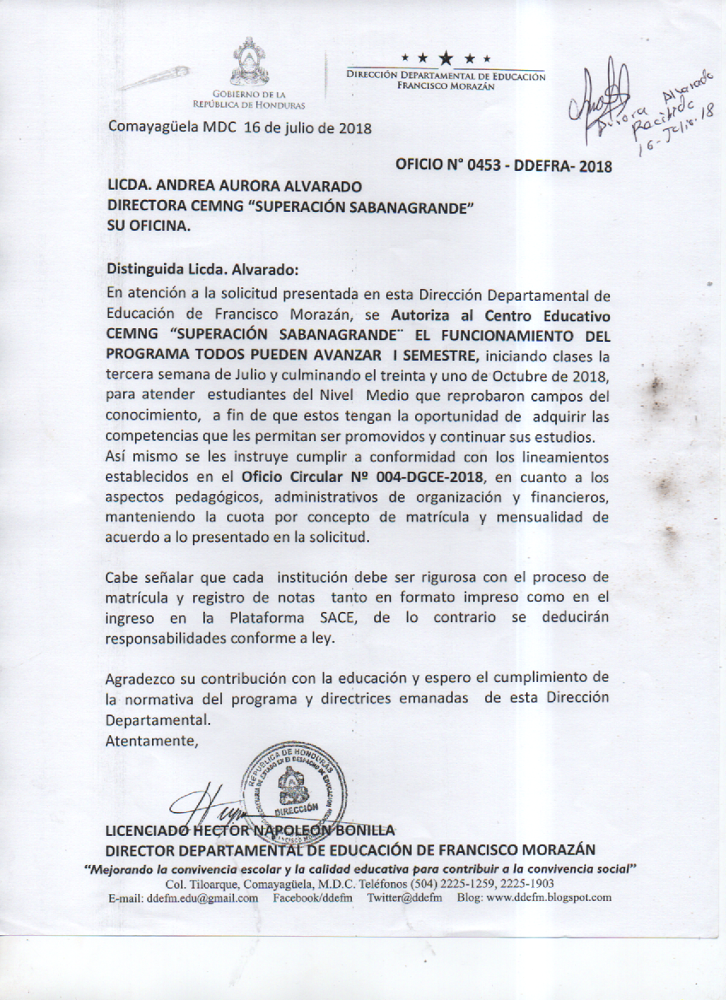 GOBIERNO DE LA
REPÚBLICA DE HONDURAS
DIRECCIÓN DEPARTAMENTAL DE EDUCACIÓN
FRANCISCO MORAZÁN
Aurora Alvarado
Recibido
16-Julio-18
Comayagüela MDC 16 de julio de 2018
OFICIO N° 0453 - DDEFRA- 2018
LICDA. ANDREA AURORA ALVARADO
DIRECTORA CEMNG “SUPERACIÓN SABANAGRANDE”
SU OFICINA.
Distinguida Licda. Alvarado:
En atención a la solicitud presentada en esta Dirección Departamental de
Educación de Francisco Morazán, se Autoriza al Centro Educativo
CEMNG “SUPERACIÓN SABANAGRANDE¨ EL FUNCIONAMIENTO DEL
PROGRAMA TODOS PUEDEN AVANZAR I SEMESTRE, iniciando clases la
tercera semana de Julio y culminando el treinta y uno de Octubre de 2018,
para atender estudiantes del Nivel Medio que reprobaron campos del
conocimiento, a fin de que estos tengan la oportunidad de adquirir las
competencias que les permitan ser promovidos y continuar sus estudios.
Así mismo se les instruye cumplir a conformidad con los lineamientos
establecidos en el Oficio Circular Nº 004-DGCE-2018, en cuanto a los
aspectos pedagógicos, administrativos de organización y financieros,
manteniendo la cuota por concepto de matrícula y mensualidad de
acuerdo a lo presentado en la solicitud.
Cabe señalar que cada institución debe ser rigurosa con el proceso de
matrícula y registro de notas tanto en formato impreso como en el
ingreso en la Plataforma SACE, de lo contrario se deducirán
responsabilidades conforme a ley.
Agradezco su contribución con la educación y espero el cumplimiento de
la normativa del programa y directrices emanadas de esta Dirección
Departamental.
Atentamente,
REPÚBLICA DE HONDURAS
SECRETARIA DE ESTADO EN EL DESPACHO DE EDUCACION
DIRECCIÓN
FRANCISCO MORAZÁN
LICENCIADO HECTOR NAPOLEÓN BONILLA
DIRECTOR DEPARTAMENTAL DE EDUCACIÓN DE FRANCISCO MORAZÁN
“Mejorando la convivencia escolar y la calidad educativa para contribuir a la convivencia social”
Col. Tiloarque, Comayagüela, M.D.C. Teléfonos (504) 2225-1259, 2225-1903
E-mail: ddefm.edu@gmail.com Facebook/ddefm Twitter@ddefm Blog: www.ddefm.blogspot.com